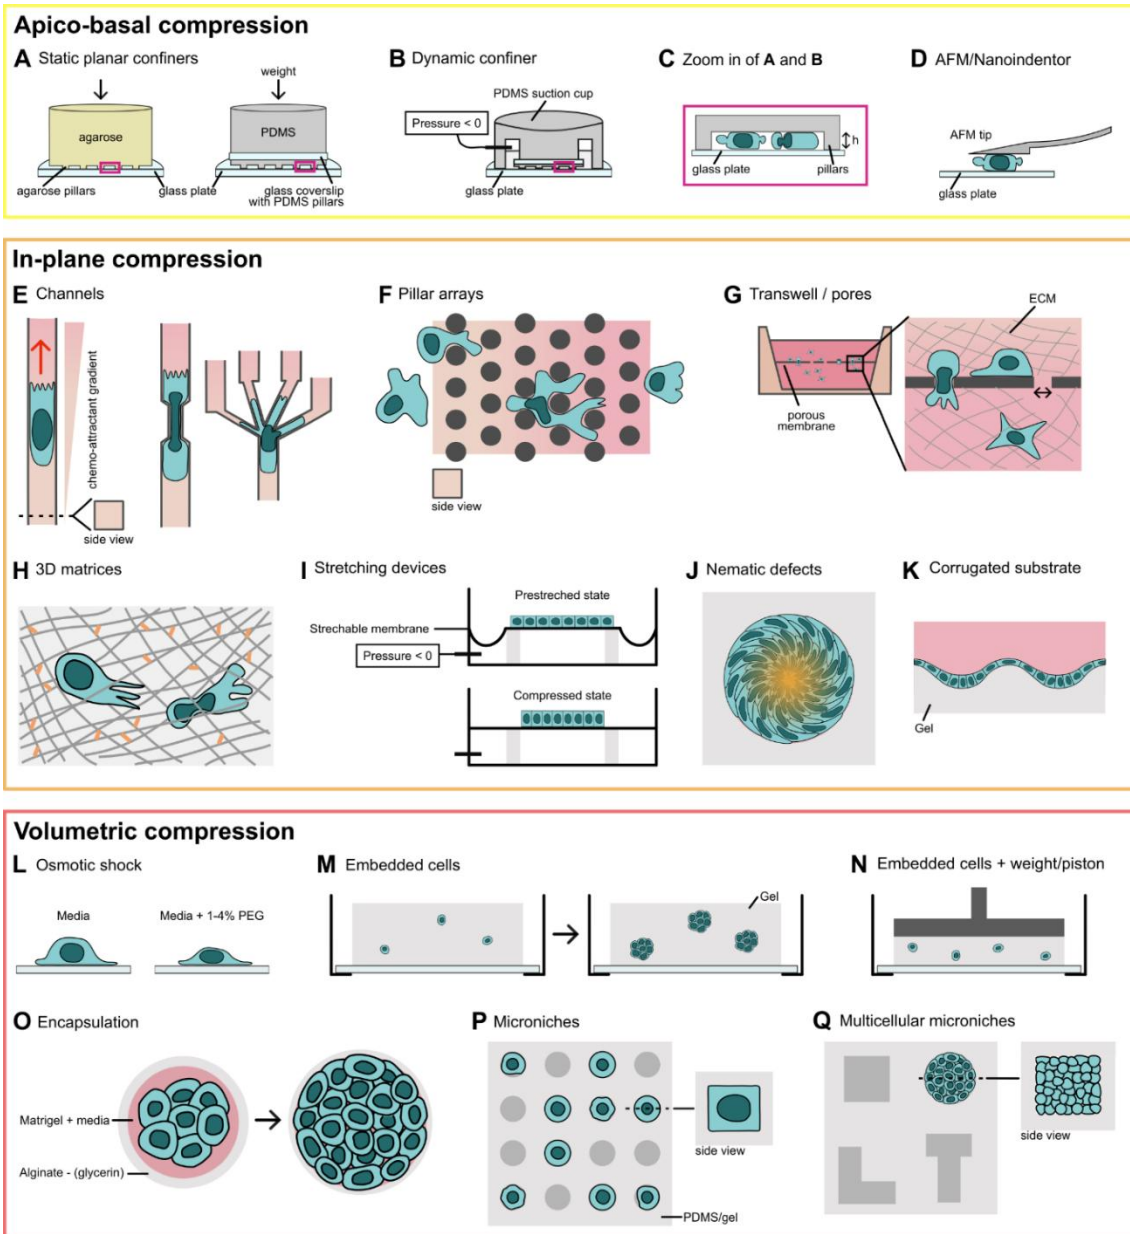 Apico-basal compression
A Static planar confiners
weight
agarose
PDMS
agarose pillars
glass plate
glass coverslip
with PDMS pillars
B Dynamic confiner
PDMS suction cup
Pressure < 0
glass plate
C Zoom in of A and B
h
glass plate
pillars
D AFM/Nanoindentor
AFM tip
glass plate
In-plane compression
E Channels
chemo-attractant gradient
side view
F Pillar arrays
side view
G Transwell / pores
ECM
porous
membrane
H 3D matrices
I Stretching devices
Prestreched state
Strechable membrane
Pressure < 0
Compressed state
J Nematic defects
K Corrugated substrate
Gel
Volumetric compression
L Osmotic shock
Media
Media + 1-4% PEG
M Embedded cells
Gel
N Embedded cells + weight/piston
O Encapsulation
Matrigel + media
Alginate - (glycerin)
P Microniches
side view
PDMS/gel
Q Multicellular microniches
side view